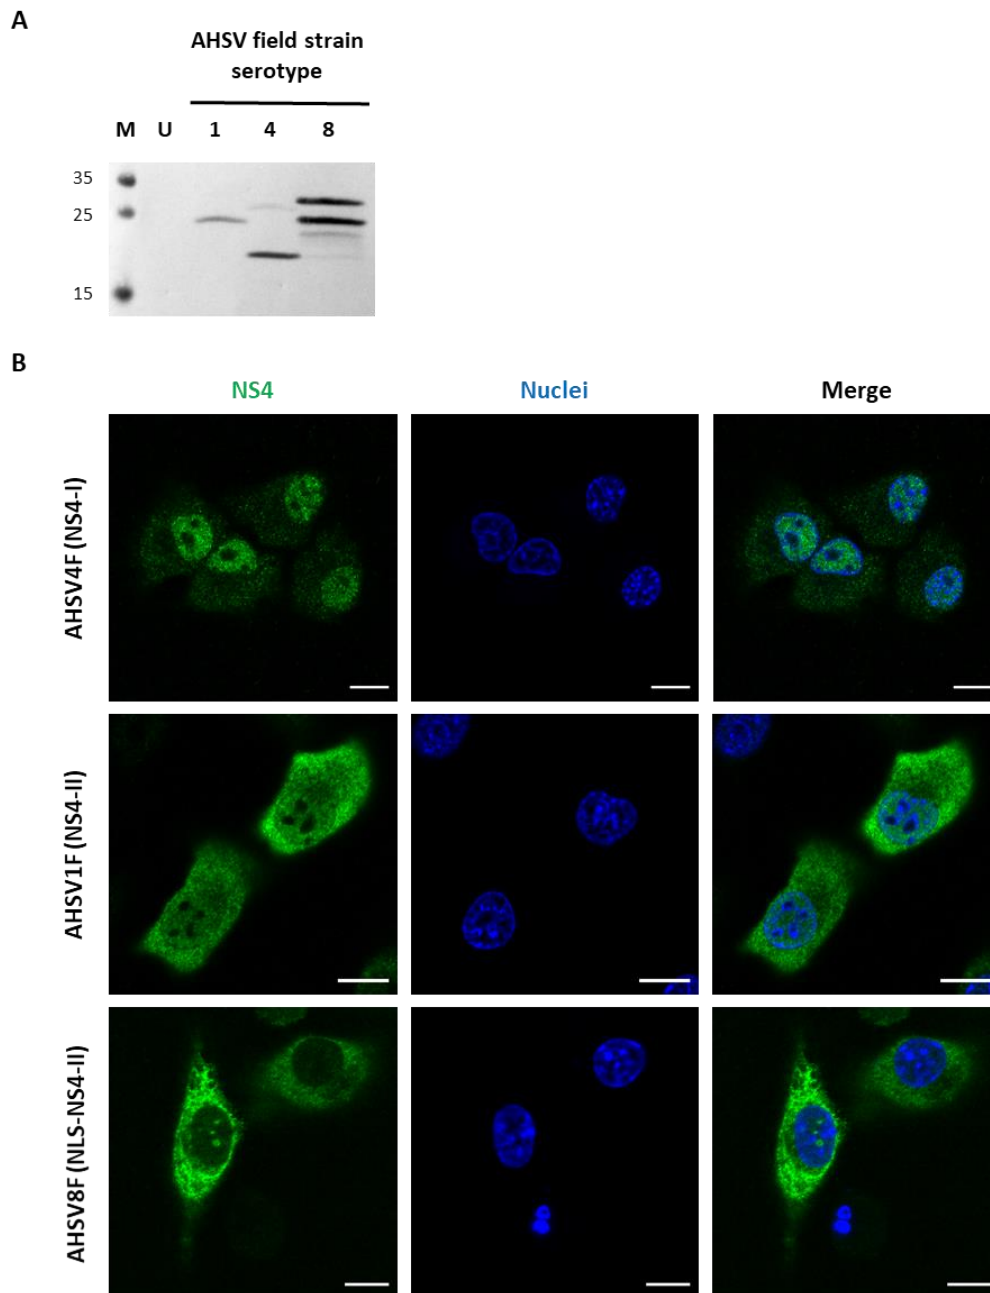 A
AHSV field strain
serotype
M U 1 4 8
35
25
15
B
NS4 Nuclei Merge
AHSV4F (NS4-I)
AHSV1F (NS4-II)
AHSV8F (NLS-NS4-II)